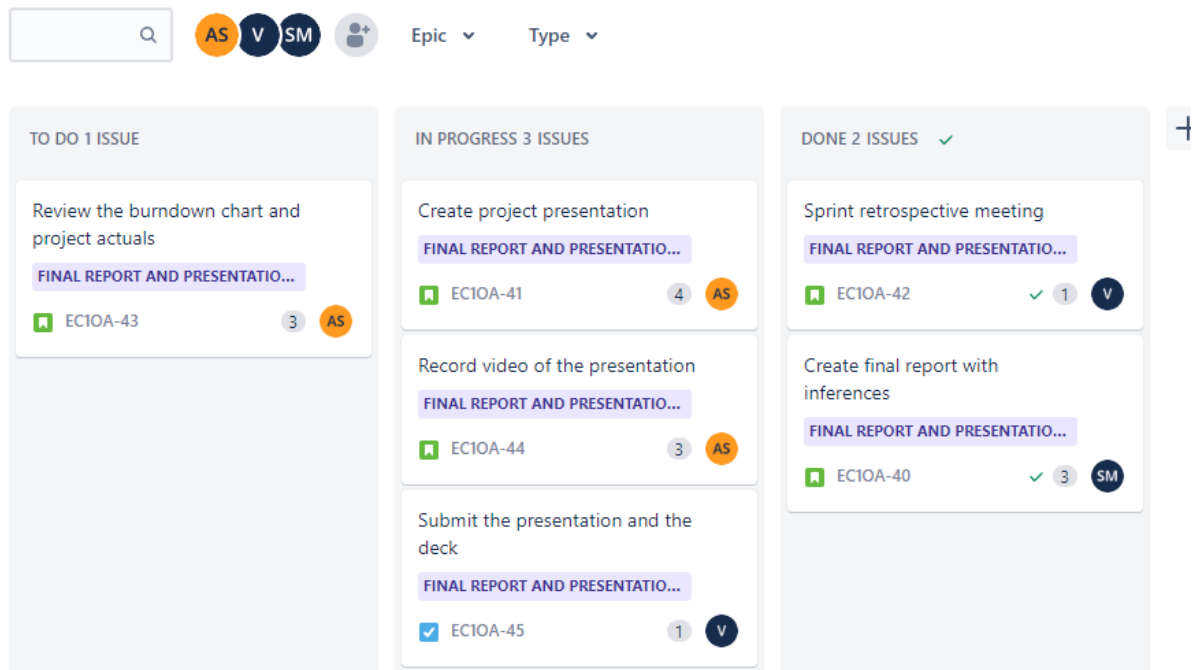 AS V SM Epic Type
TO DO 1 ISSUE
Review the burndown chart and
project actuals
FINAL REPORT AND PRESENTATIO...
EC1OA-43 3 AS
IN PROGRESS 3 ISSUES
Create project presentation
FINAL REPORT AND PRESENTATIO...
EC1OA-41 4 AS
Record video of the presentation
FINAL REPORT AND PRESENTATIO...
EC1OA-44 3 AS
Submit the presentation and the
deck
FINAL REPORT AND PRESENTATIO...
EC1OA-45 1 V
DONE 2 ISSUES
Sprint retrospective meeting
FINAL REPORT AND PRESENTATIO...
EC1OA-42 1 V
Create final report with
inferences
FINAL REPORT AND PRESENTATIO...
EC1OA-40 3 SM